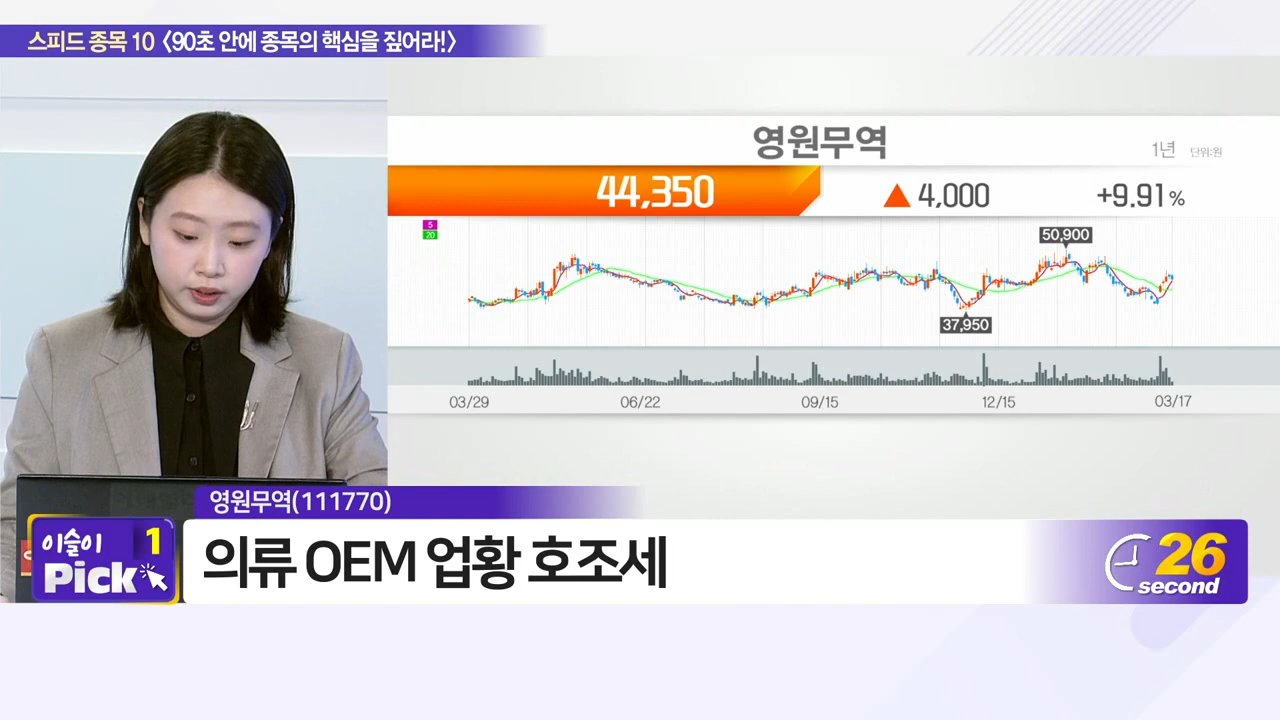 스피드 종목 10 〈90초 안에 종목의 핵심을 짚어라!〉
영원무역
1년 단위:원
44,350 ▲ 4,000 +9.91%
5
20
50,900
37,950
03/29 06/22 09/15 12/15 03/17
영원무역(111770)
이슬이 1
Pick
의류 OEM 업황 호조세
26
second